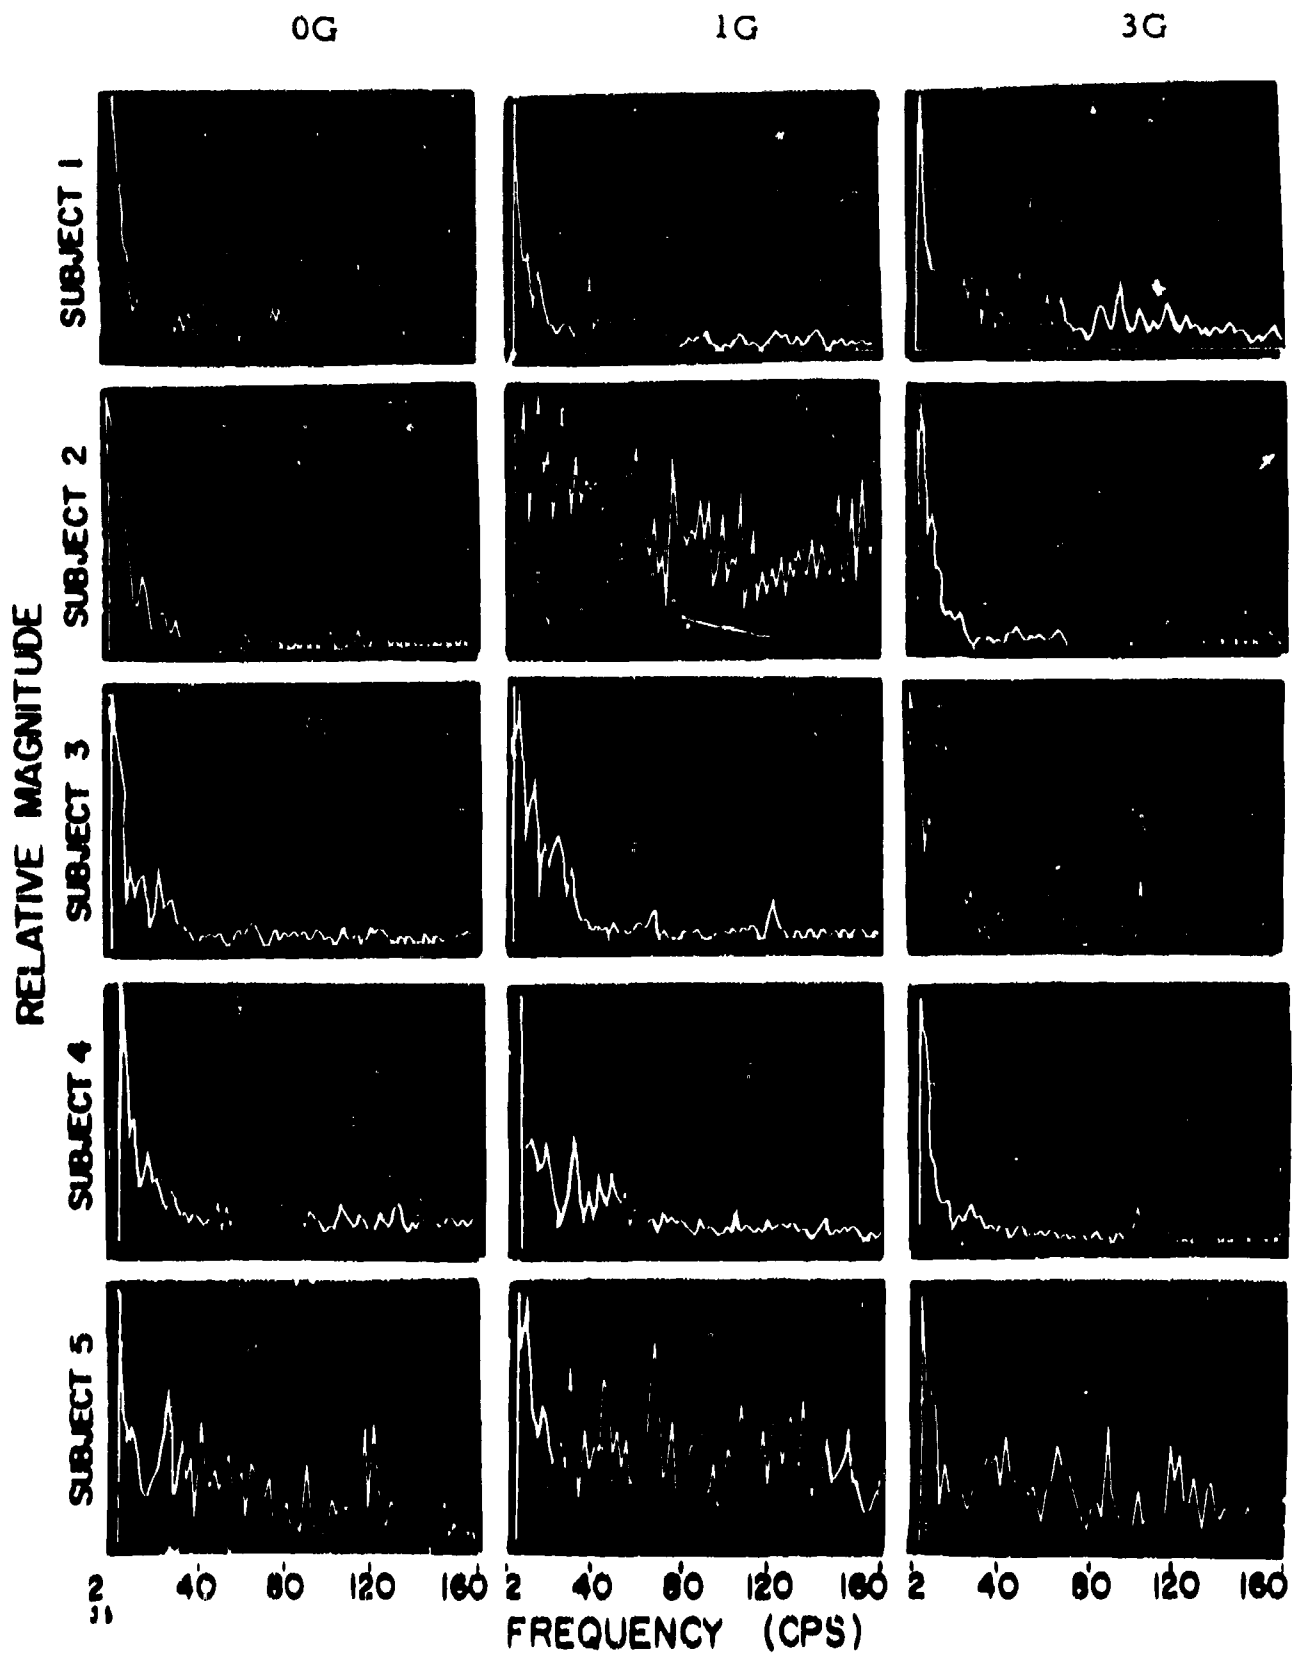 0G 1G 3G
SUBJECT 1
SUBJECT 2
SUBJECT 3
SUBJECT 4
SUBJECT 5
RELATIVE MAGNITUDE
2 40 80 120 160 2 40 80 120 160 2 40 80 120 160
FREQUENCY (CPS)